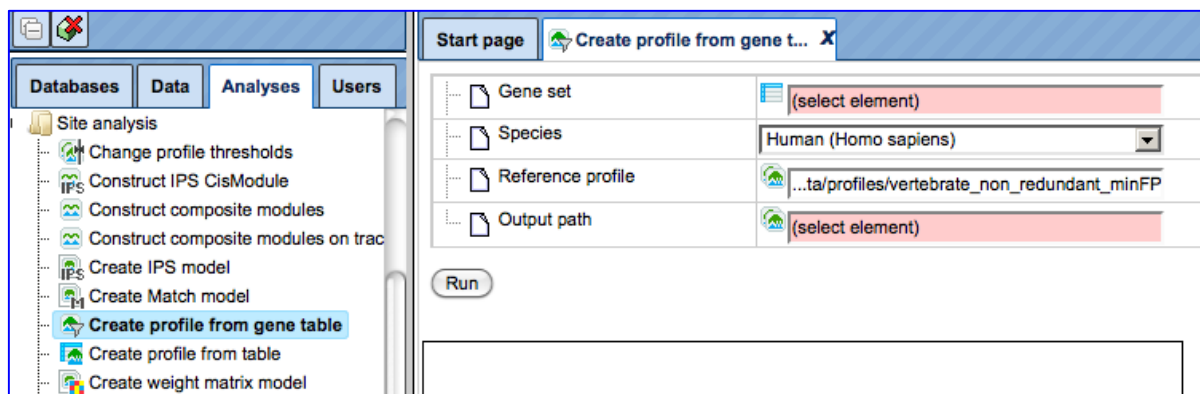 Databases
Data
Analyses
Users
Site analysis
Change profile thresholds
IPS Construct IPS CisModule
Construct composite modules
Construct composite modules on trac
IPS Create IPS model
M Create Match model
Create profile from gene table
Create profile from table
Create weight matrix model
Start page
Create profile from gene t... X
Gene set
(select element)
Species
Human (Homo sapiens)
Reference profile
...ta/profiles/vertebrate_non_redundant_minFP
Output path
(select element)
Run